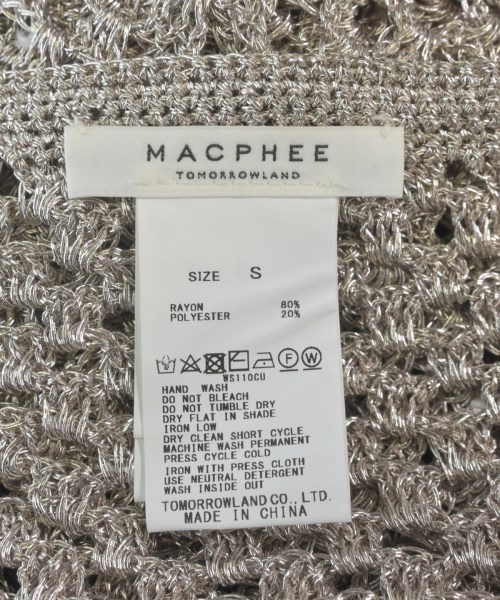 MACPHEE
TOMORROWLAND
SIZE S
RAYON 80%
POLYESTER 20%
F W
WS110CU
HAND WASH
DO NOT BLEACH
DO NOT TUMBLE DRY
DRY FLAT IN SHADE
IRON LOW
DRY CLEAN SHORT CYCLE
MACHINE WASH PERMANENT
PRESS CYCLE COLD
IRON WITH PRESS CLOTH
USE NEUTRAL DETERGENT
WASH INSIDE OUT
TOMORROWLAND CO., LTD.
MADE IN CHINA